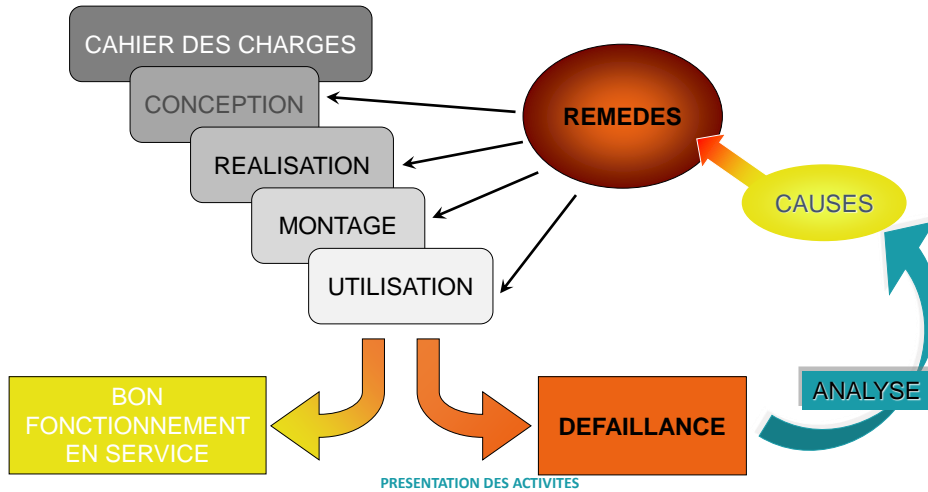 CAHIER DES CHARGES
CONCEPTION
REMEDES
REALISATION
CAUSES
MONTAGE
UTILISATION
BON
FONCTIONNEMENT
EN SERVICE
DEFAILLANCE
ANALYSE
PRESENTATION DES ACTIVITES